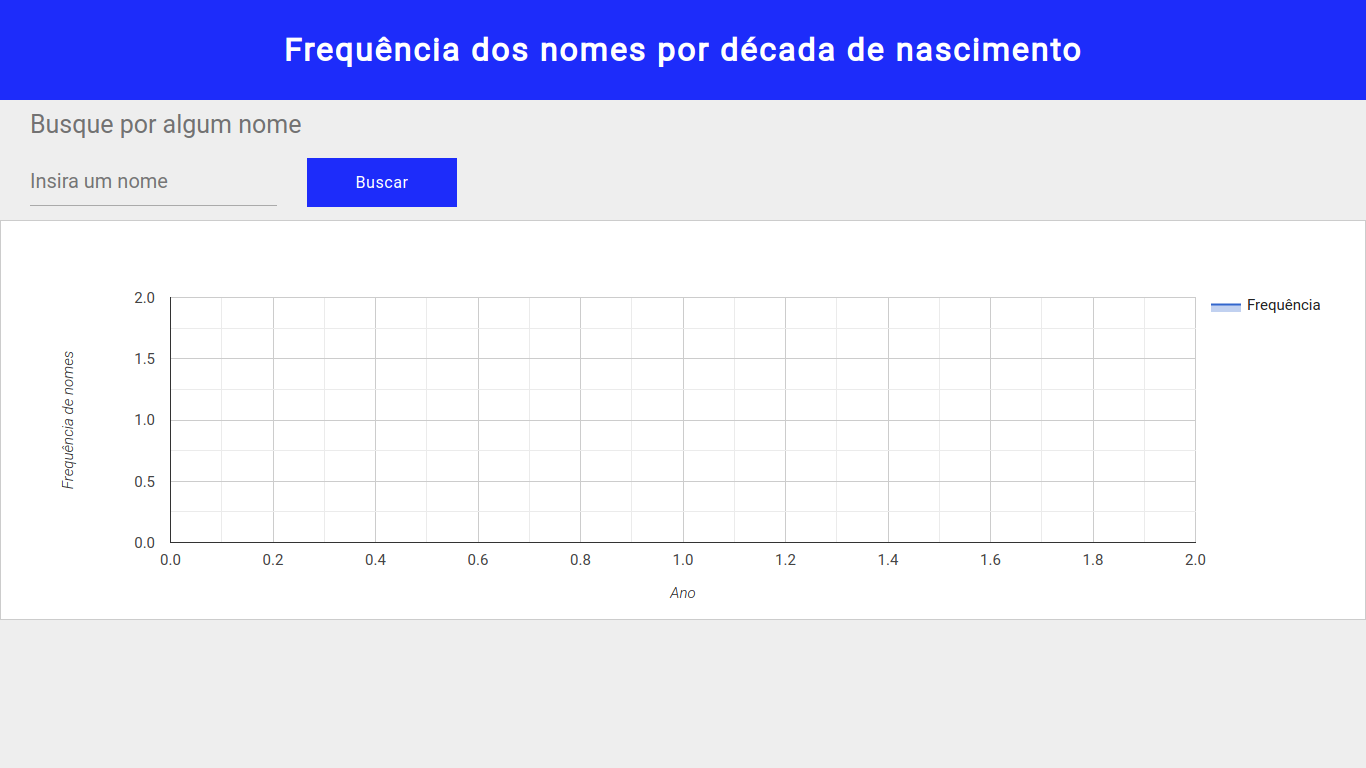 Frequência dos nomes por década de nascimento
Busque por algum nome
Insira um nome
Buscar
Frequência
Frequência de nomes
2.0
1.5
1.0
0.5
0.0
0.0 0.2 0.4 0.6 0.8 1.0 1.2 1.4 1.6 1.8 2.0
Ano